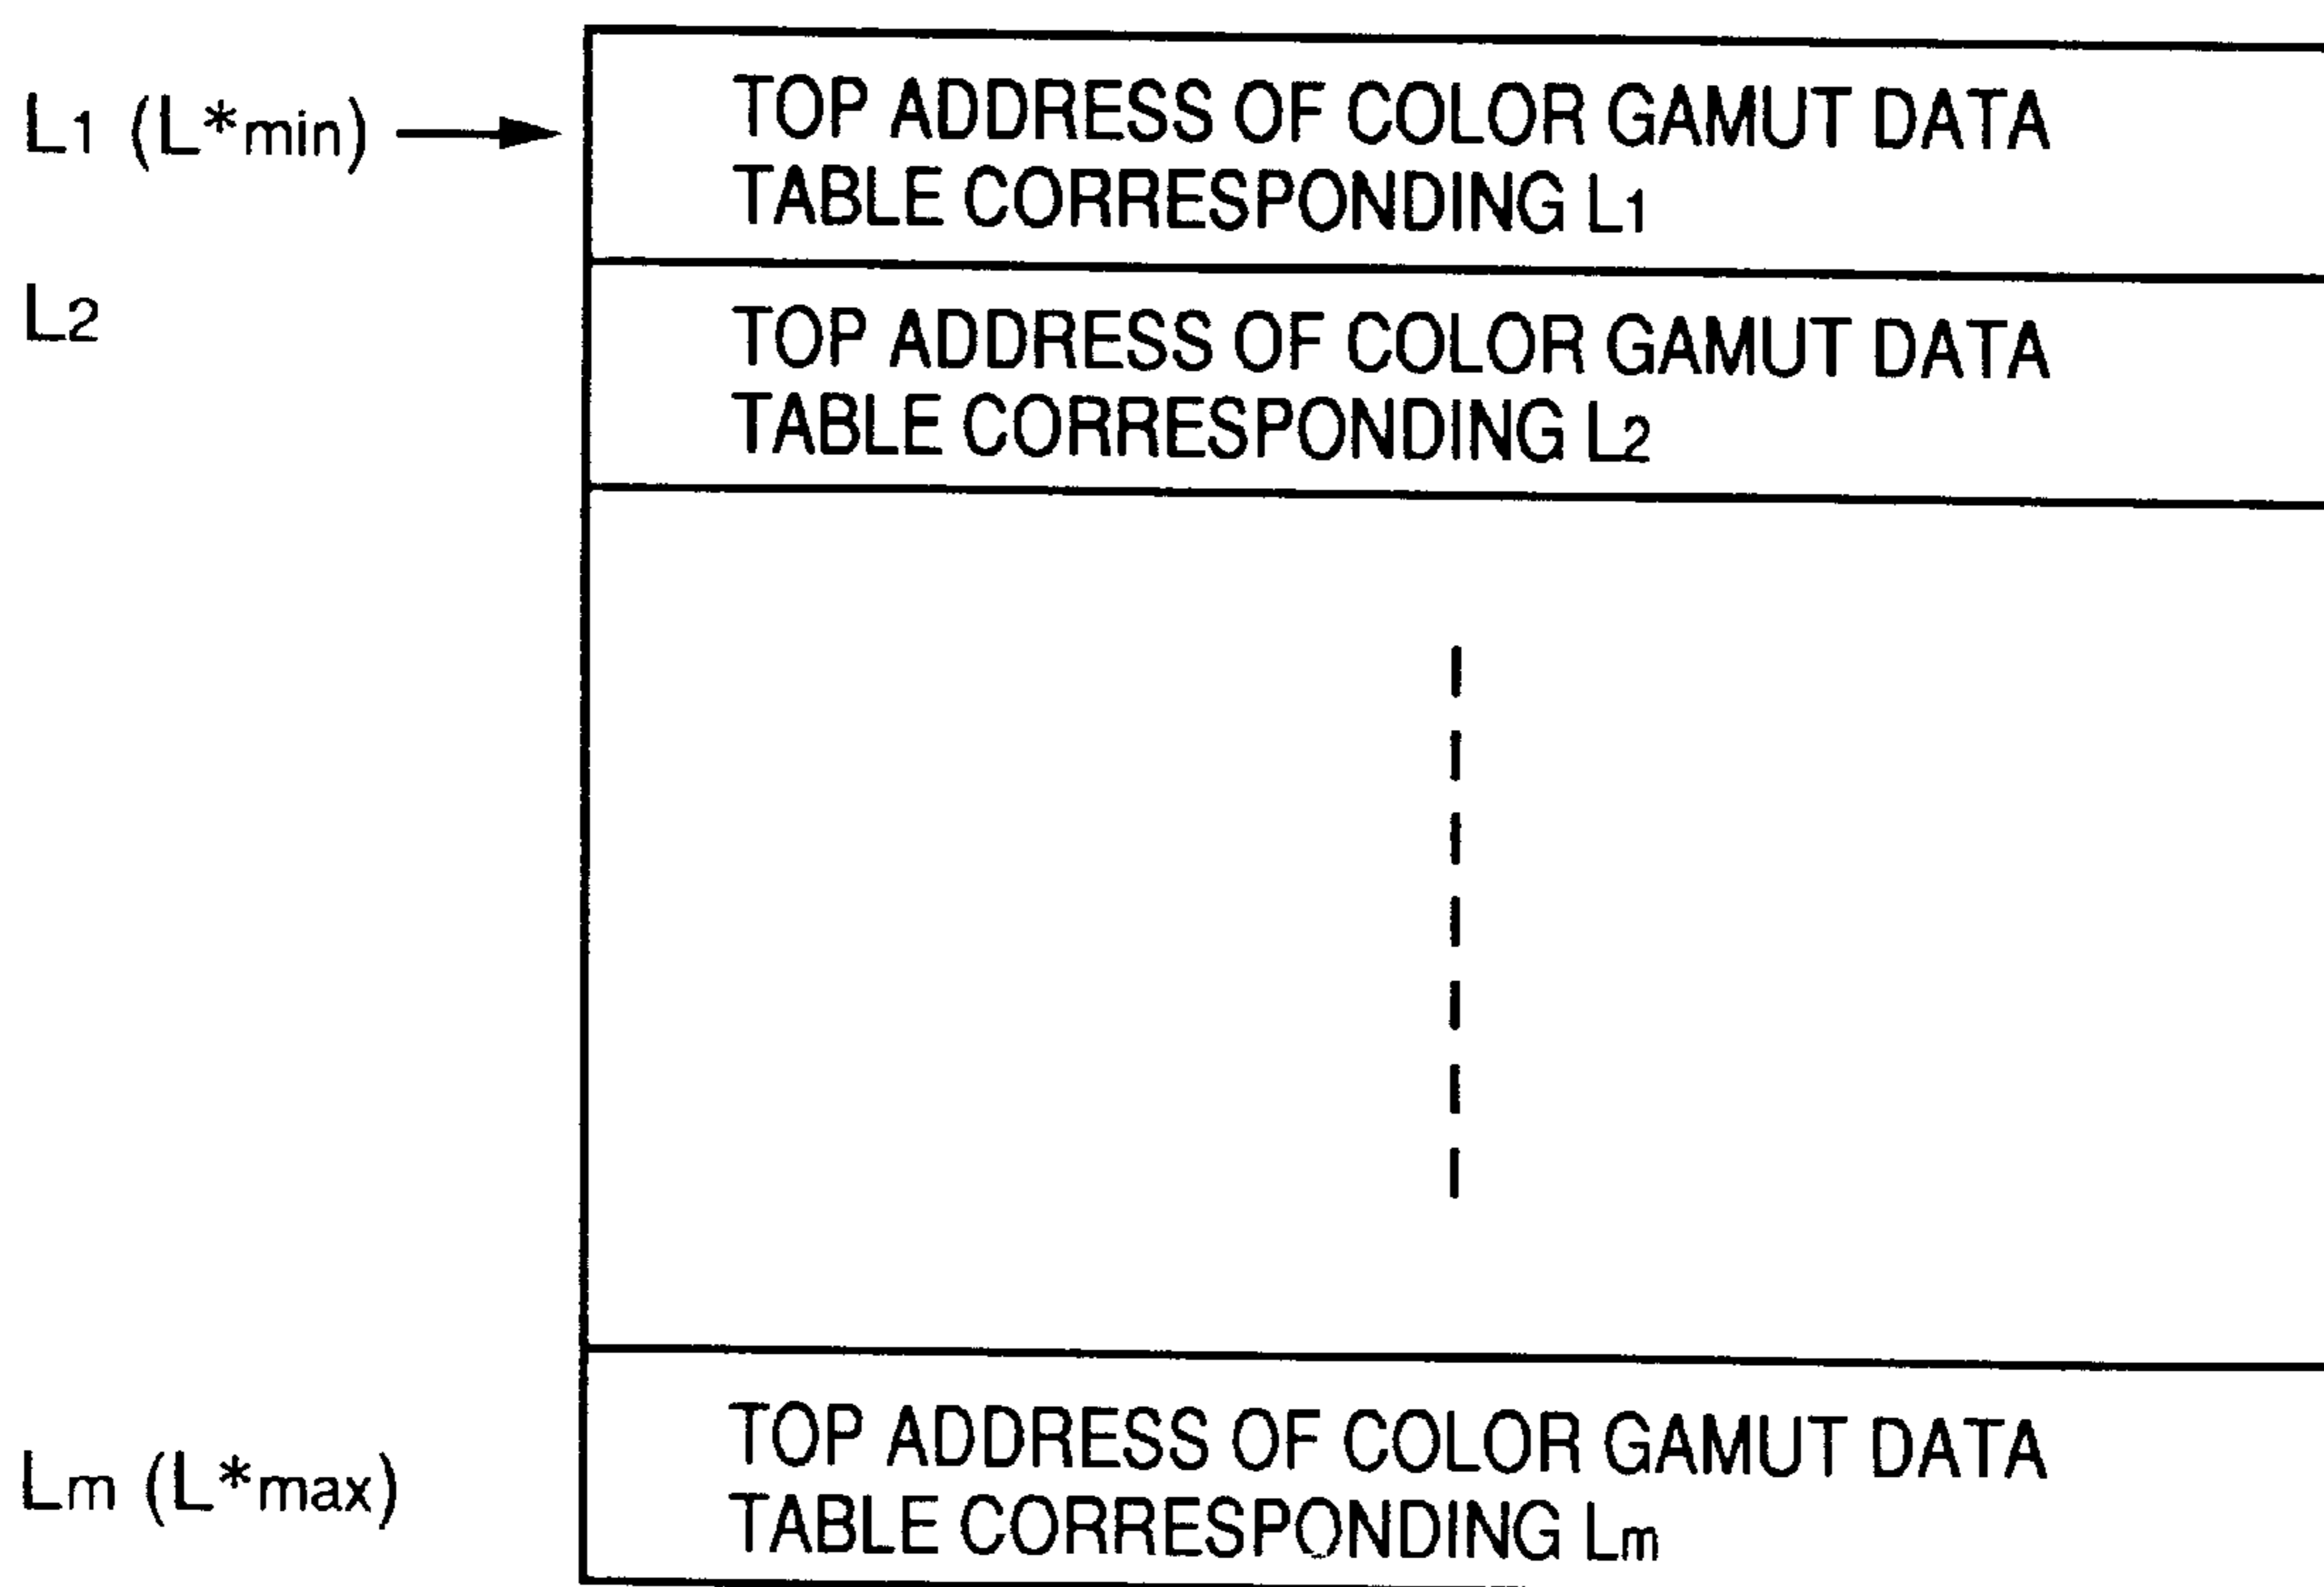 L1 (L*min)
TOP ADDRESS OF COLOR GAMUT DATA
TABLE CORRESPONDING L1
L2
TOP ADDRESS OF COLOR GAMUT DATA
TABLE CORRESPONDING L2
Lm (L*max)
TOP ADDRESS OF COLOR GAMUT DATA
TABLE CORRESPONDING Lm